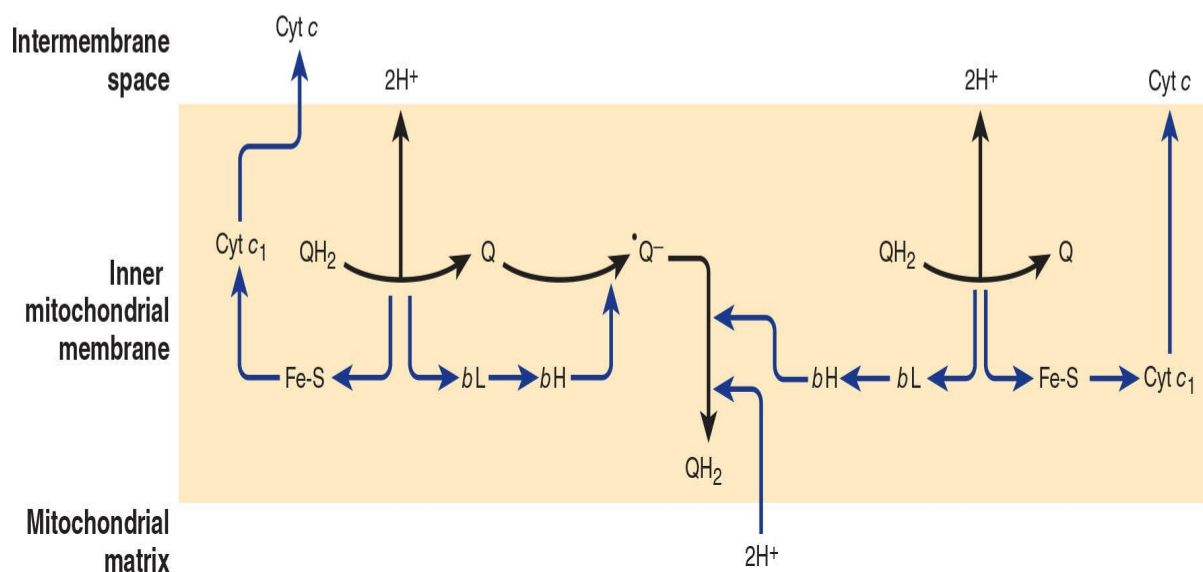 Cyt c
Intermembrane
space
2H+
2H+
Cyt c
Cyt c1
QH2
Q
•Q–
QH2
Q
Inner
mitochondrial
membrane
Fe-S
bL
bH
bH
bL
Fe-S
Cyt c1
QH2
Mitochondrial
matrix
2H+